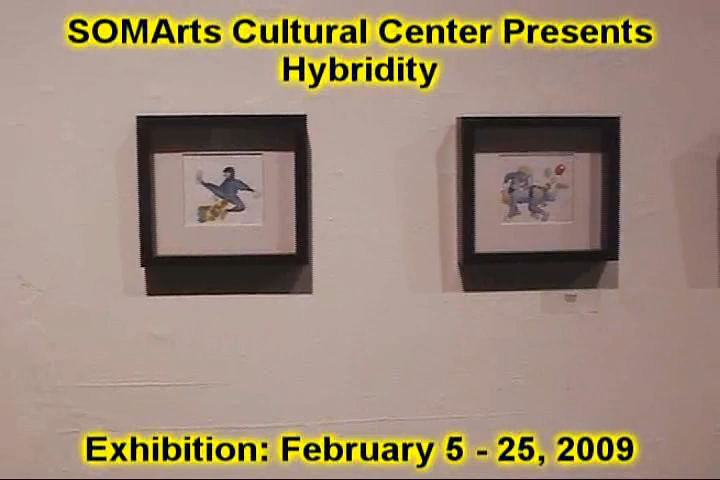 SOMArts Cultural Center Presents
Hybridity
Exhibition: February 5 - 25, 2009